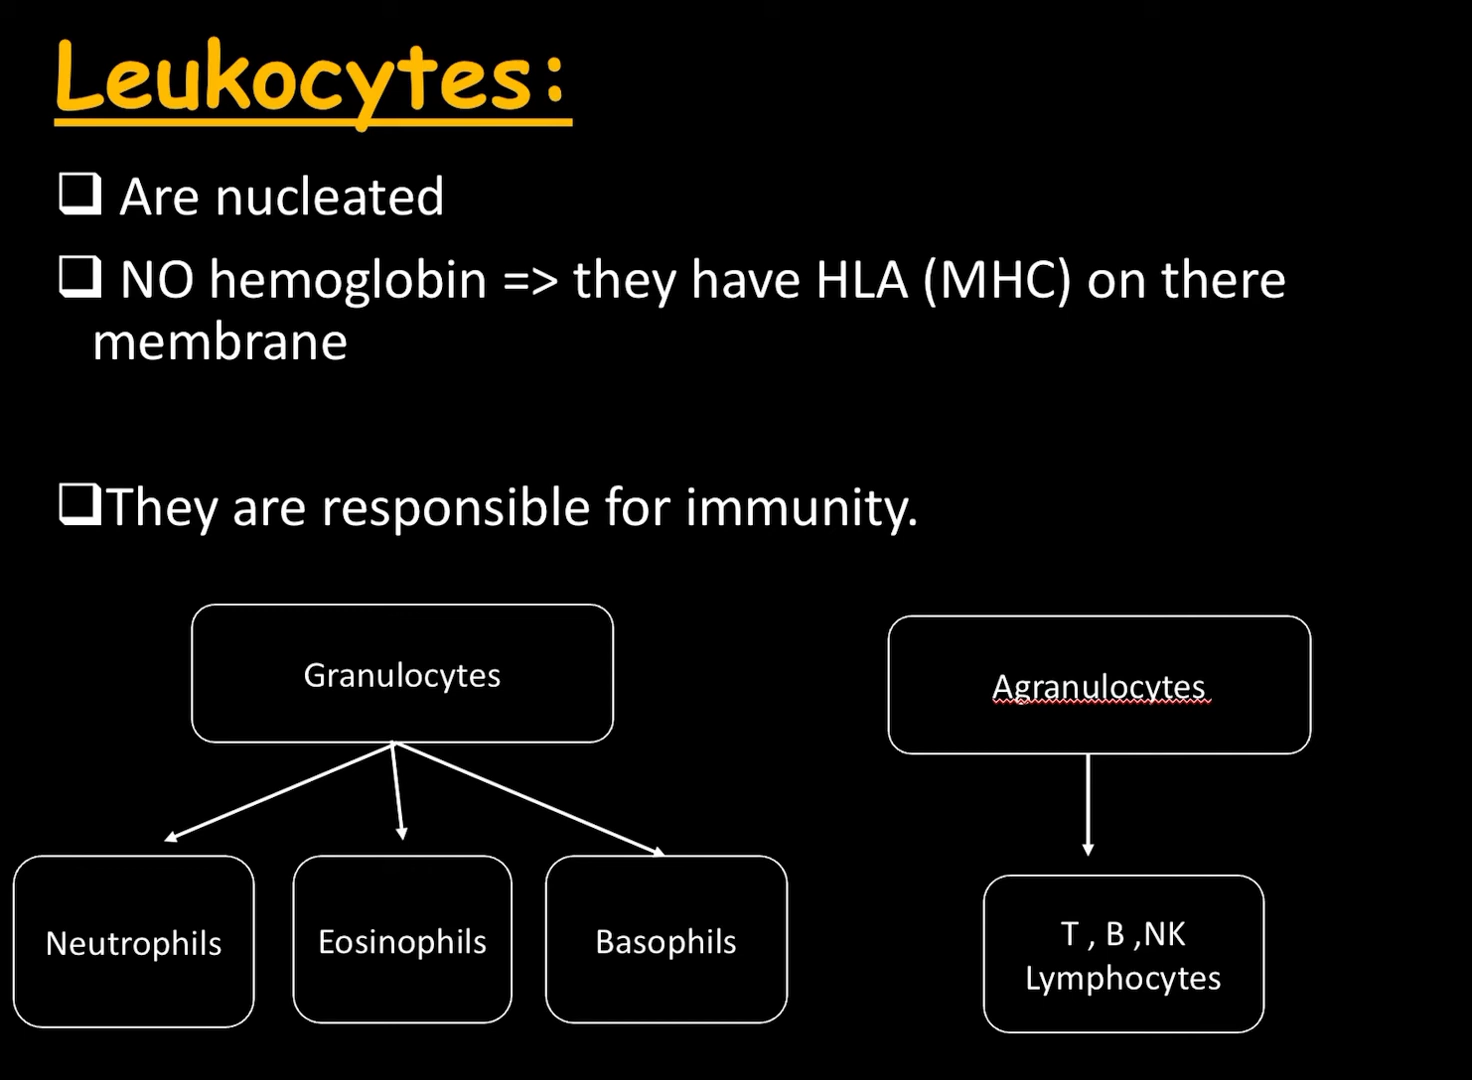 Leukocytes:
❑ Are nucleated
❑ NO hemoglobin => they have HLA (MHC) on there
membrane
❑They are responsible for immunity.
Granulocytes
Agranulocytes
Neutrophils
Eosinophils
Basophils
T , B ,NK
Lymphocytes